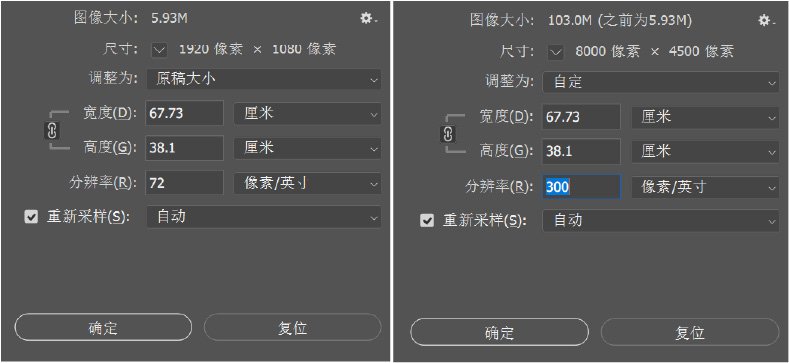 图像大小: 5.93M
尺寸: 1920 像素 × 1080 像素
调整为: 原稿大小
宽度(D): 67.73 厘米
高度(G): 38.1 厘米
分辨率(R): 72 像素/英寸
重新采样(S): 自动
确定 复位
图像大小: 103.0M (之前为5.93M)
尺寸: 8000 像素 × 4500 像素
调整为: 自定
宽度(D): 67.73 厘米
高度(G): 38.1 厘米
分辨率(R): 300 像素/英寸
重新采样(S): 自动
确定 复位